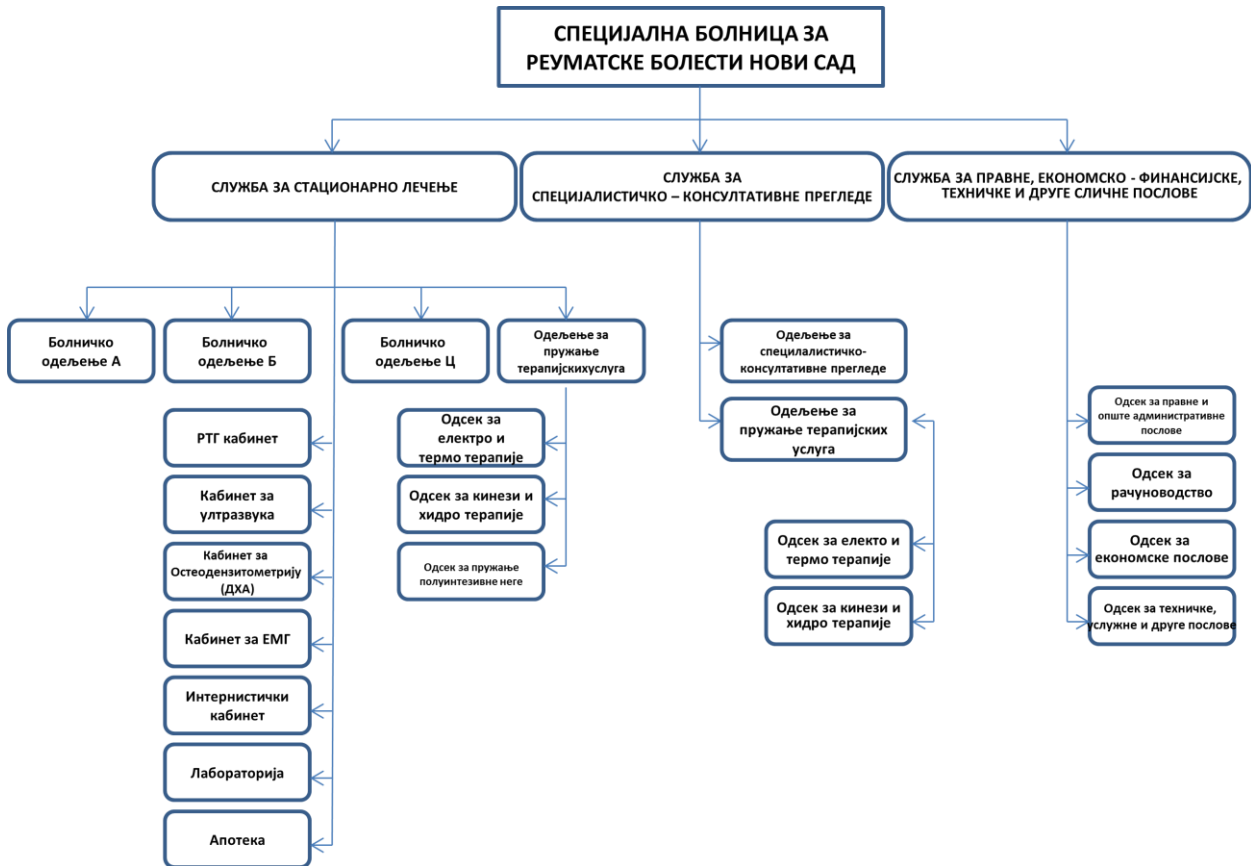 СПЕЦИЈАЛНА БОЛНИЦА ЗА
РЕУМАТСКЕ БОЛЕСТИ НОВИ САД
СЛУЖБА ЗА СТАЦИОНАРНО ЛЕЧЕЊЕ
СЛУЖБА ЗА
СПЕЦИЈАЛИСТИЧКО – КОНСУЛТАТИВНЕ ПРЕГЛЕДЕ
СЛУЖБА ЗА ПРАВНЕ, ЕКОНОМСКО - ФИНАНСИЈСКЕ,
ТЕХНИЧКЕ И ДРУГЕ СЛИЧНЕ ПОСЛОВЕ
Болничко
одељење А
Болничко
одељење Б
Болничко
одељење Ц
Одељење за
пружање
терапијскихуслуга
РТГ кабинет
Кабинет за
ултразвука
Кабинет за
Остеодензитометрију
(ДХА)
Кабинет за ЕМГ
Интернистички
кабинет
Лабораторија
Апотека
Одсек за
електро и
термо терапије
Одсек за кинези и
хидро терапије
Одсек за пружање
полуинтезивне неге
Одељење за
специлалистичко-
консултативне прегледе
Одељење за
пружање терапијских
услуга
Одсек за електо и
термо терапије
Одсек за кинези и
хидро терапије
Одсек за правне и
опште административне
послове
Одсек за
рачуноводство
Одсек за
економске послове
Одсек за техничке,
услужне и друге послове